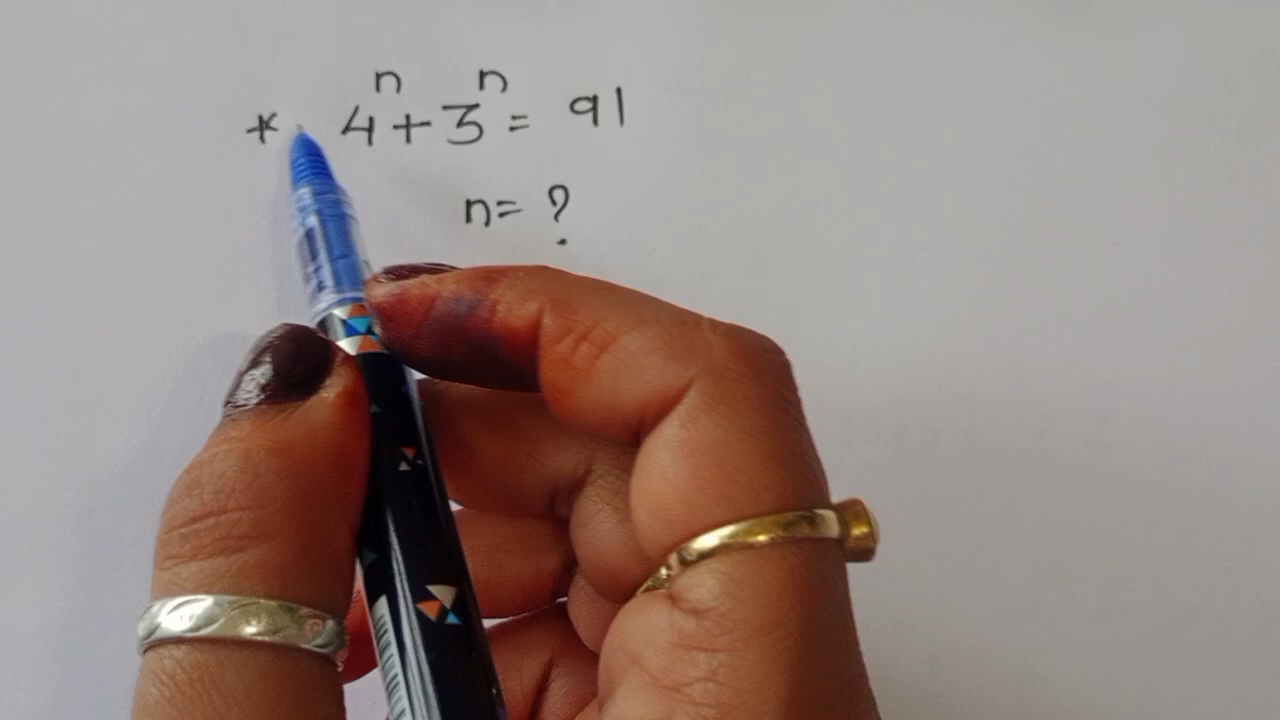 * 4ⁿ+3ⁿ= 91
n= ?